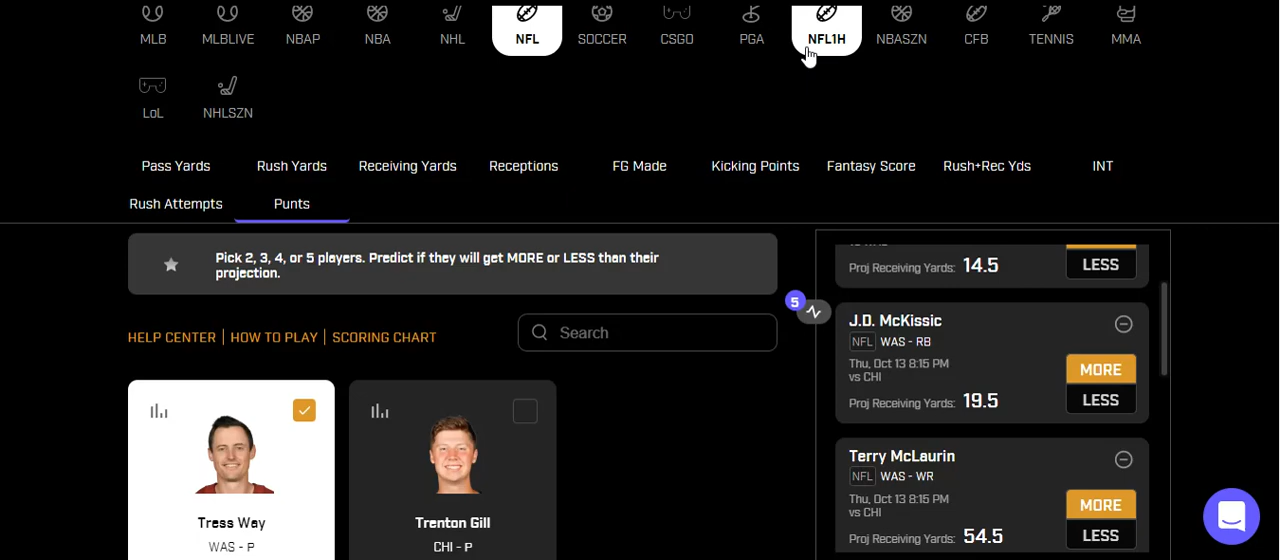 MLB MLBLIVE NBAP NBA NHL NFL SOCCER CSGO PGA NFL1H NBASZN CFB TENNIS MMA
LoL NHLSZN
Pass Yards Rush Yards Receiving Yards Receptions FG Made Kicking Points Fantasy Score Rush+Rec Yds INT
Rush Attempts Punts
Pick 2, 3, 4, or 5 players. Predict if they will get MORE or LESS than their
projection.
HELP CENTER | HOW TO PLAY | SCORING CHART
Search
Tress Way
WAS - P
Trenton Gill
CHI - P
5
Proj Receiving Yards: 14.5
LESS
J.D. McKissic
NFL WAS - RB
Thu, Oct 13 8:15 PM
vs CHI
Proj Receiving Yards: 19.5
MORE
LESS
Terry McLaurin
NFL WAS - WR
Thu, Oct 13 8:15 PM
vs CHI
Proj Receiving Yards: 54.5
MORE
LESS